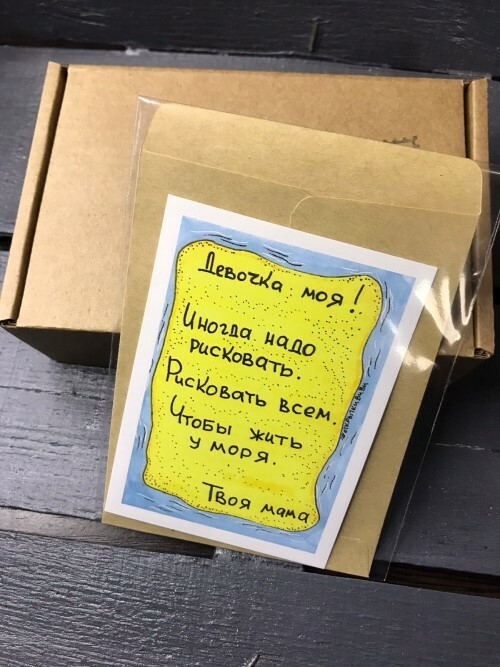 Девочка моя!
Иногда надо
рисковать.
Рисковать всем.
Чтобы жить
у моря.
Твоя мама